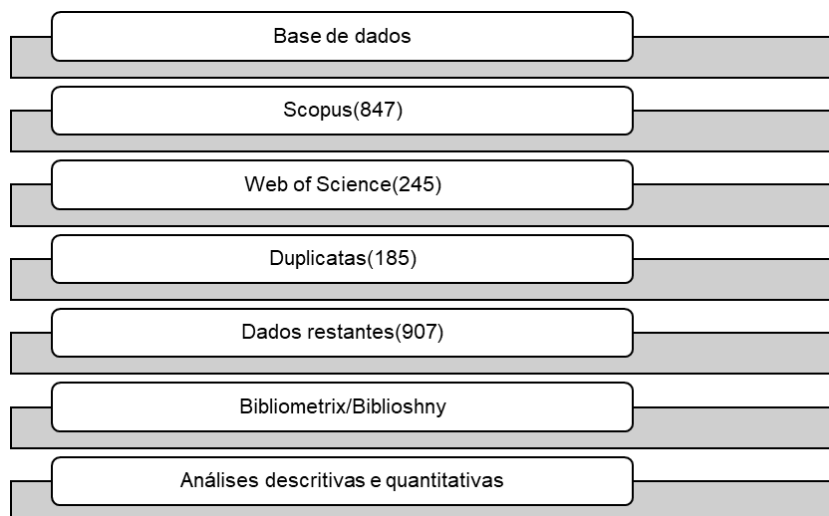 Base de dados
Scopus(847)
Web of Science(245)
Duplicatas(185)
Dados restantes(907)
Bibliometrix/Biblioshny
Análises descritivas e quantitativas